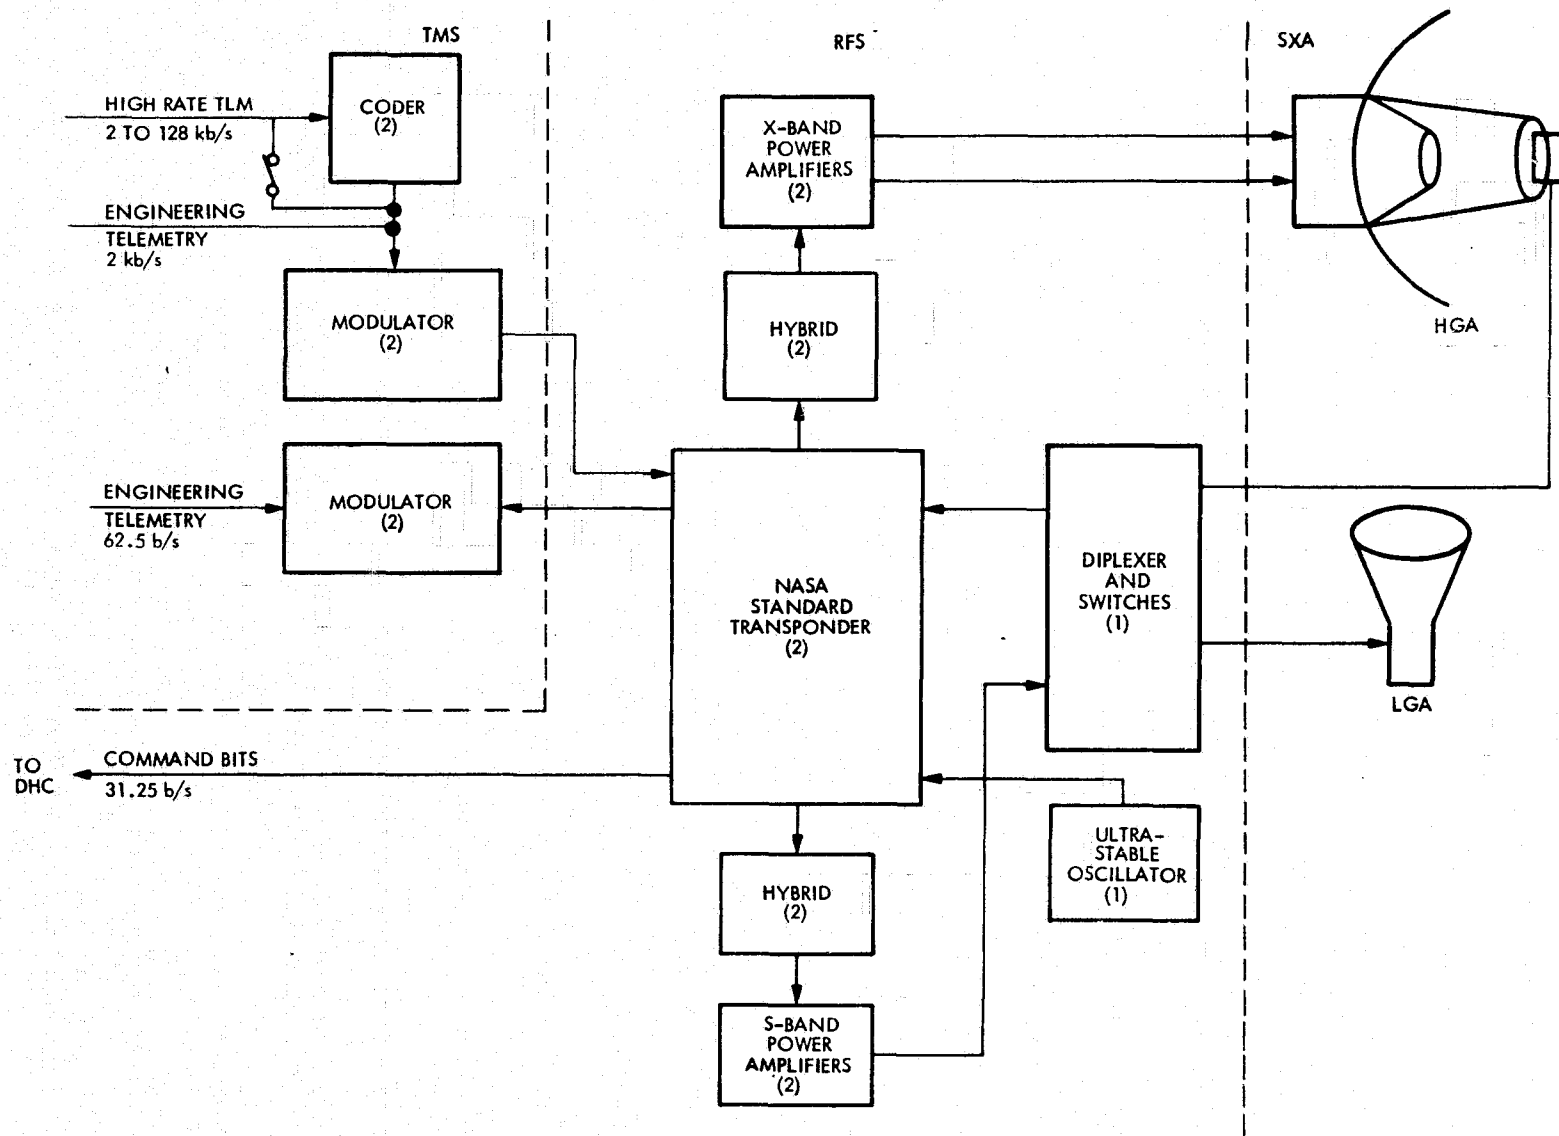 TMS
RFS
SXA
HIGH RATE TLM
2 TO 128 kb/s
CODER
(2)
ENGINEERING
TELEMETRY
2 kb/s
MODULATOR
(2)
ENGINEERING
TELEMETRY
62.5 b/s
MODULATOR
(2)
TO
DHC
COMMAND BITS
31.25 b/s
X-BAND
POWER
AMPLIFIERS
(2)
HYBRID
(2)
NASA
STANDARD
TRANSPONDER
(2)
HYBRID
(2)
S-BAND
POWER
AMPLIFIERS
(2)
DIPLEXER
AND
SWITCHES
(1)
ULTRA-
STABLE
OSCILLATOR
(1)
HGA
LGA